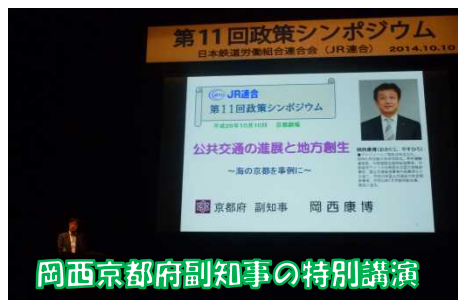 第11回政策シンポジウム
日本鉄道労働組合連合会(JR連合) 2014.10.10
JR連合
第11回政策シンポジウム
平成26年10月10日 京都劇場
公共交通の進展と地方創生
~海の京都を事例に~
京都府 副知事 岡西康博
岡西京都府副知事の特別講演